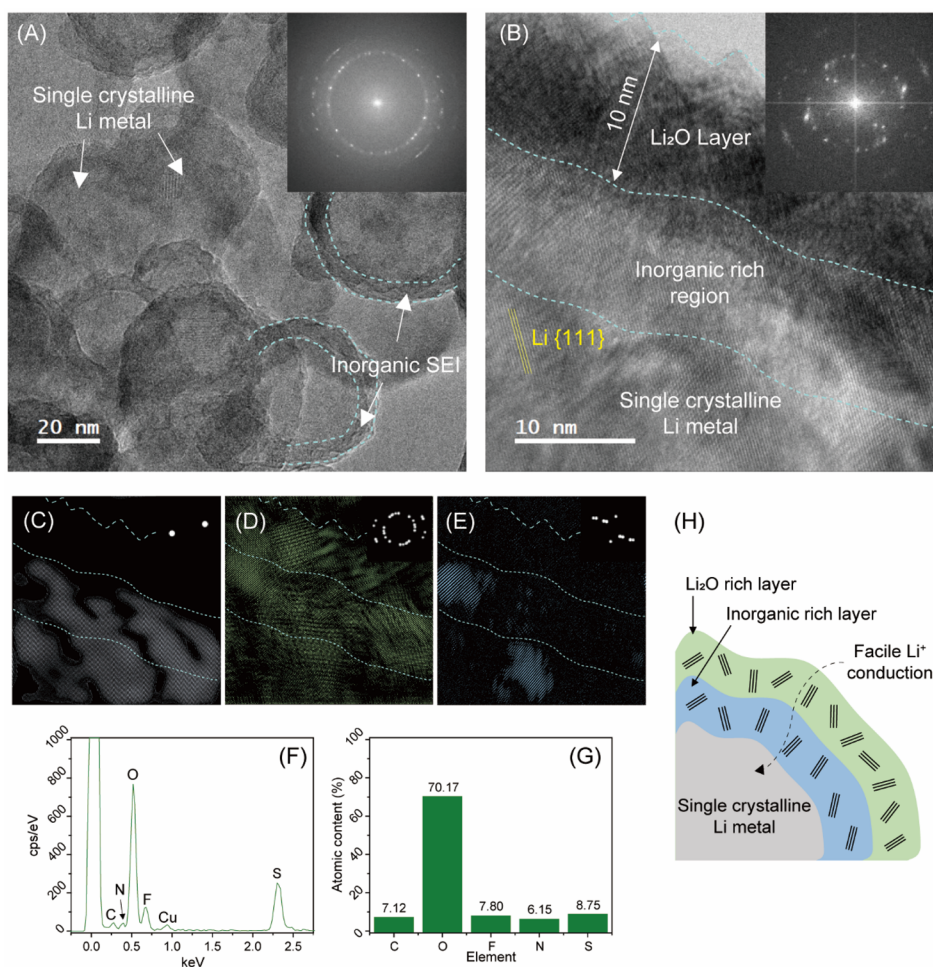 (A)
Single crystalline
Li metal
Inorganic SEI
20 nm
(B)
10 nm
Li₂O Layer
Inorganic rich
region
Li {111}
Single crystalline
Li metal
10 nm
(C)
(D)
(E)
(H)
Li₂O rich layer
Inorganic rich layer
Facile Li⁺
conduction
Single crystalline
Li metal
(F)
1000
800
600
400
200
0
cps/eV
C
N
O
F
Cu
S
0.0
0.5
1.0
1.5
2.0
2.5
keV
(G)
100
80
60
40
20
0
Atomic content (%)
7.12
70.17
7.80
6.15
8.75
C
O
F
N
S
Element